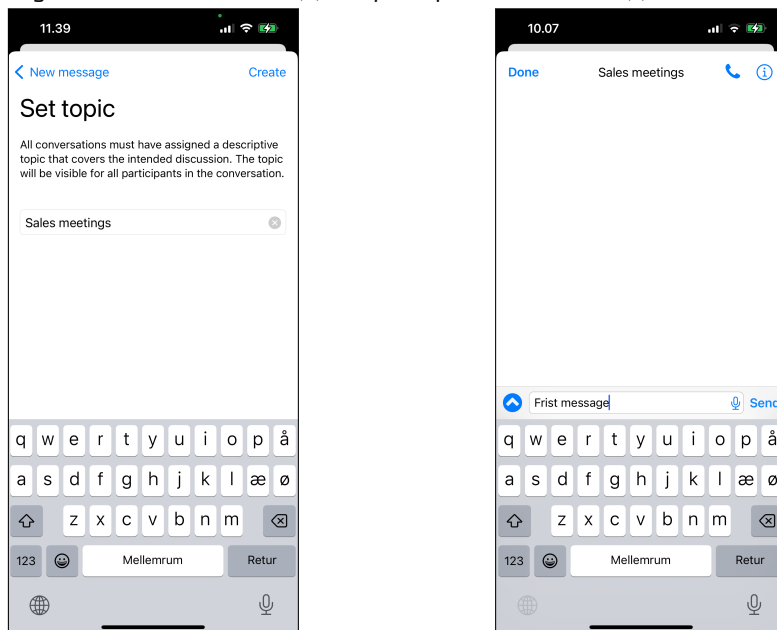 11.39
New message
Create
Set topic
All conversations must have assigned a descriptive
topic that covers the intended discussion. The topic
will be visible for all participants in the conversation.
Sales meetings
q w e r t y u i o p å
a s d f g h j k l æ ø
z x c v b n m
123
Mellemrum
Retur
10.07
Done
Sales meetings
Frist message
Send
q w e r t y u i o p å
a s d f g h j k l æ ø
z x c v b n m
123
Mellemrum
Retur